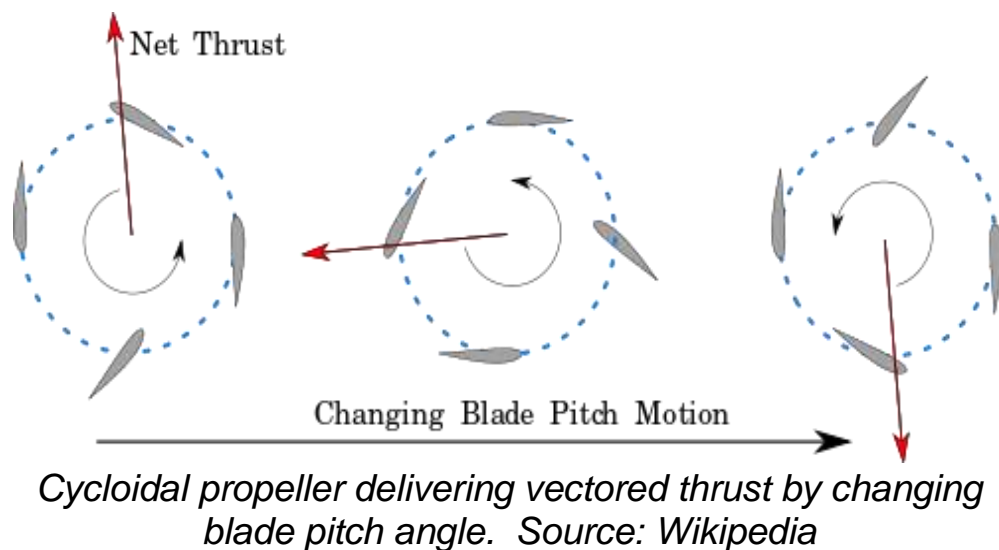 Net Thrust
Changing Blade Pitch Motion
Cycloidal propeller delivering vectored thrust by changing
blade pitch angle.  Source: Wikipedia